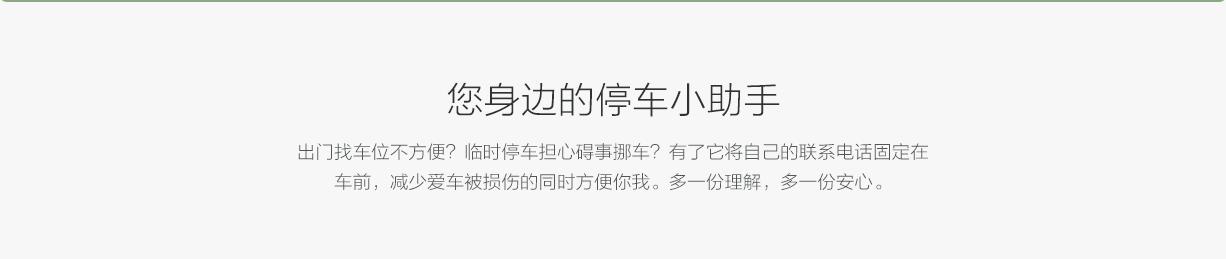 您身边的停车小助手
出门找车位不方便？临时停车担心碍事挪车？有了它将自己的联系电话固定在
车前，减少爱车被损伤的同时方便你我。多一份理解，多一份安心。